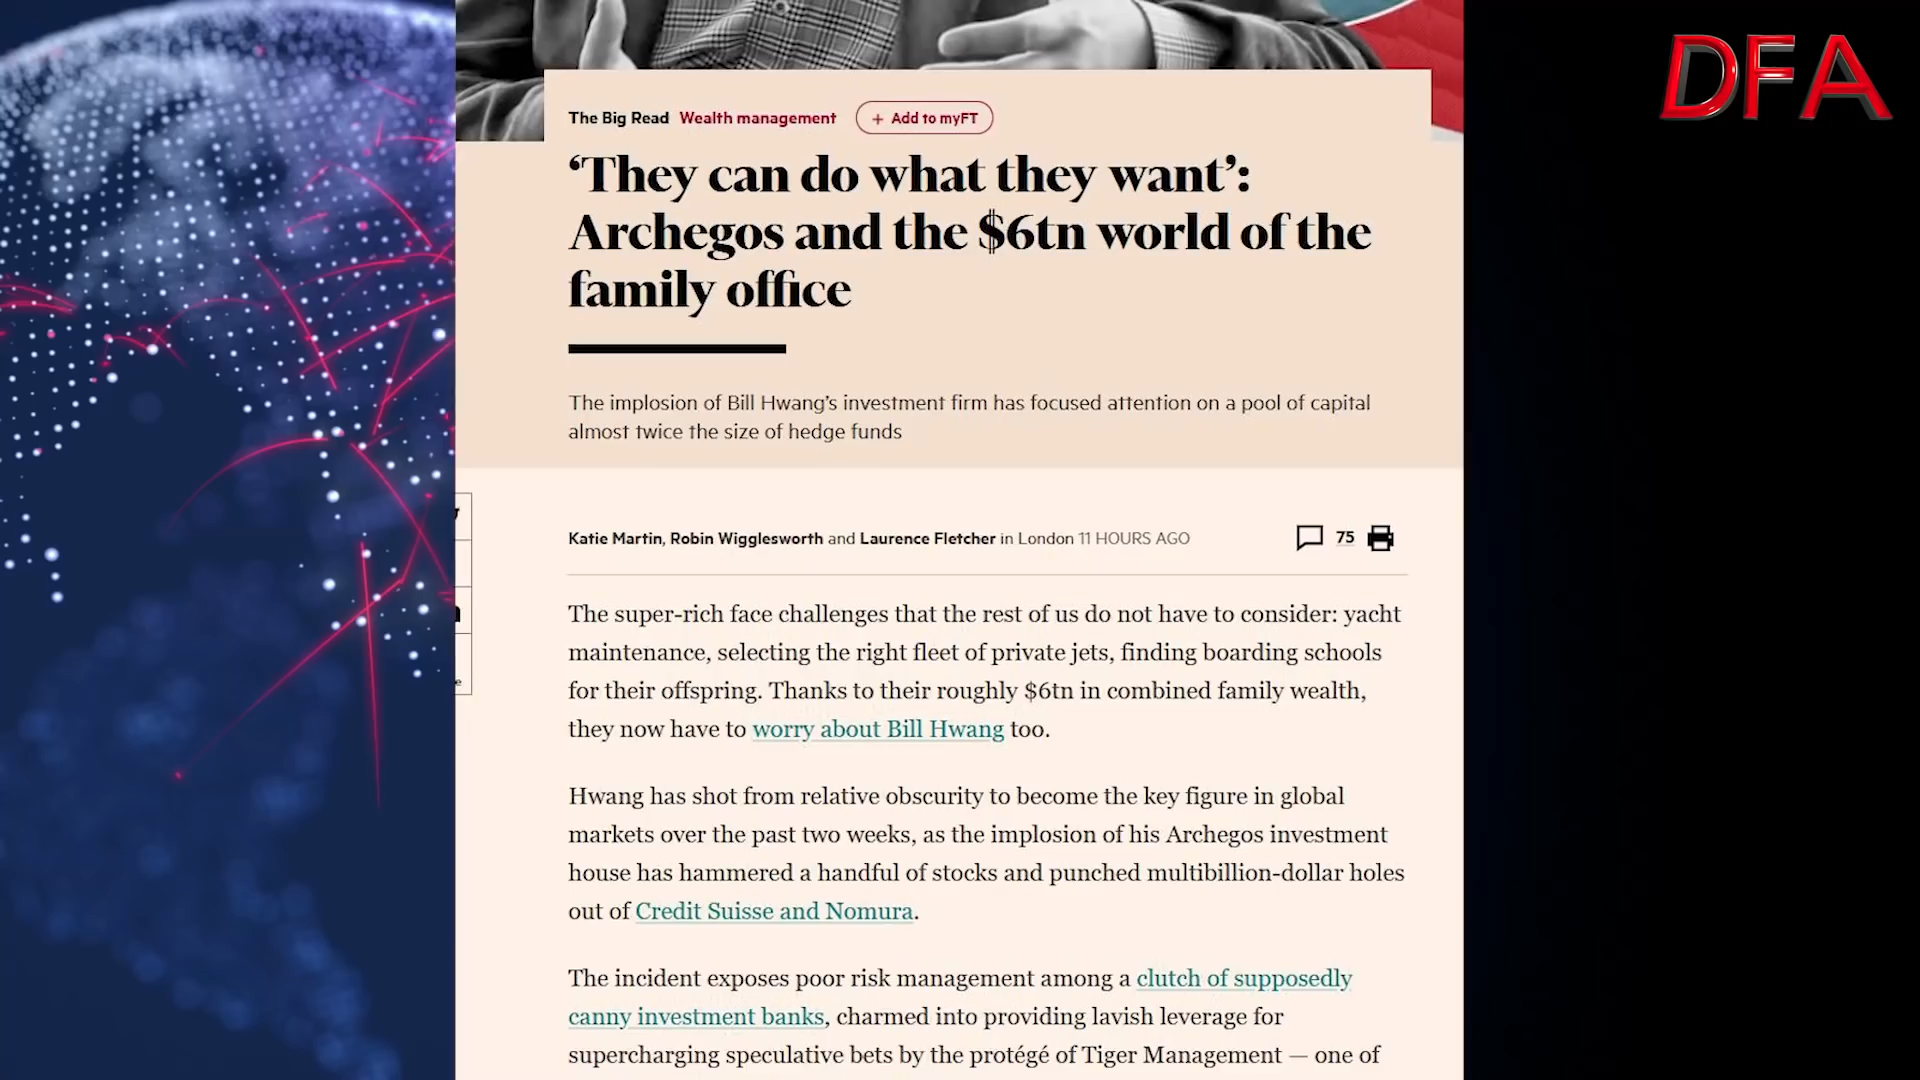 DFA
The Big Read Wealth management + Add to myFT
‘They can do what they want’:
Archegos and the $6tn world of the
family office
The implosion of Bill Hwang’s investment firm has focused attention on a pool of capital
almost twice the size of hedge funds
Katie Martin, Robin Wigglesworth and Laurence Fletcher in London 11 HOURS AGO
75
The super-rich face challenges that the rest of us do not have to consider: yacht
maintenance, selecting the right fleet of private jets, finding boarding schools
for their offspring. Thanks to their roughly $6tn in combined family wealth,
they now have to worry about Bill Hwang too.
Hwang has shot from relative obscurity to become the key figure in global
markets over the past two weeks, as the implosion of his Archegos investment
house has hammered a handful of stocks and punched multibillion-dollar holes
out of Credit Suisse and Nomura.
The incident exposes poor risk management among a clutch of supposedly
canny investment banks, charmed into providing lavish leverage for
supercharging speculative bets by the protégé of Tiger Management — one of